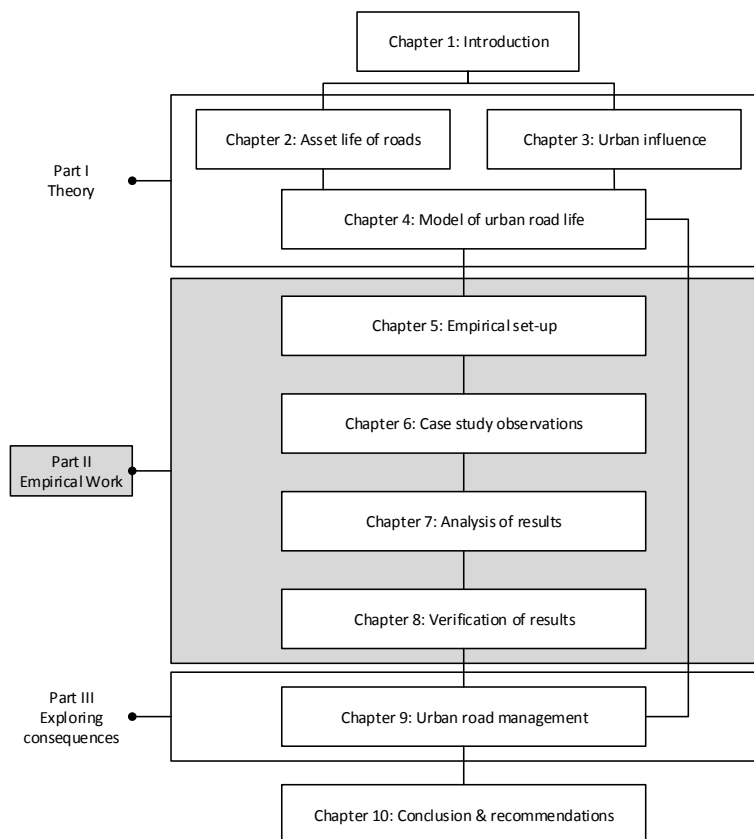 Chapter 1: Introduction
Chapter 2: Asset life of roads
Chapter 3: Urban influence
Part I
Theory
Chapter 4: Model of urban road life
Chapter 5: Empirical set-up
Chapter 6: Case study observations
Part II
Empirical Work
Chapter 7: Analysis of results
Chapter 8: Verification of results
Part III
Exploring
consequences
Chapter 9: Urban road management
Chapter 10: Conclusion & recommendations